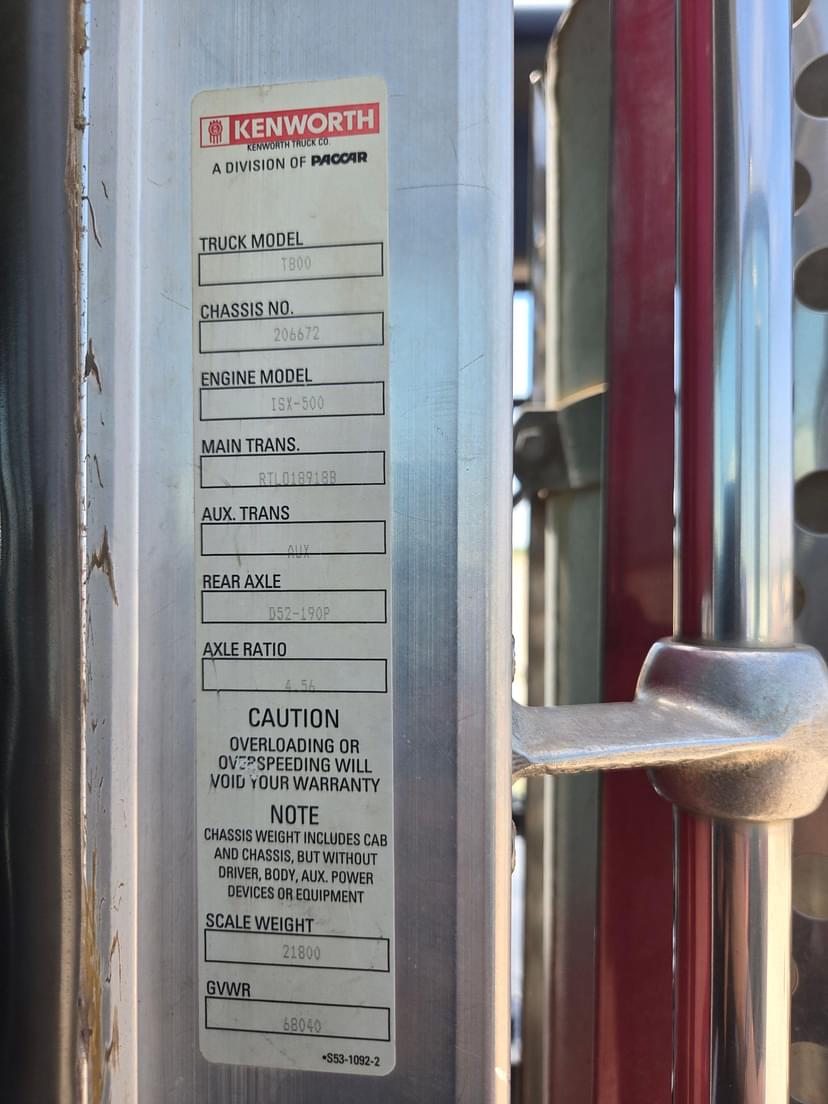 KENWORTH
KENWORTH TRUCK CO.
A DIVISION OF PACCAR
TRUCK MODEL
T800
CHASSIS NO.
206672
ENGINE MODEL
ISX-500
MAIN TRANS.
RTLO18918B
AUX. TRANS
AUX
REAR AXLE
D52-190P
AXLE RATIO
4.56
CAUTION
OVERLOADING OR
OVERSPEEDING WILL
VOID YOUR WARRANTY
NOTE
CHASSIS WEIGHT INCLUDES CAB
AND CHASSIS, BUT WITHOUT
DRIVER, BODY, AUX. POWER
DEVICES OR EQUIPMENT
SCALE WEIGHT
21800
GVWR
68040
•S53-1092-2